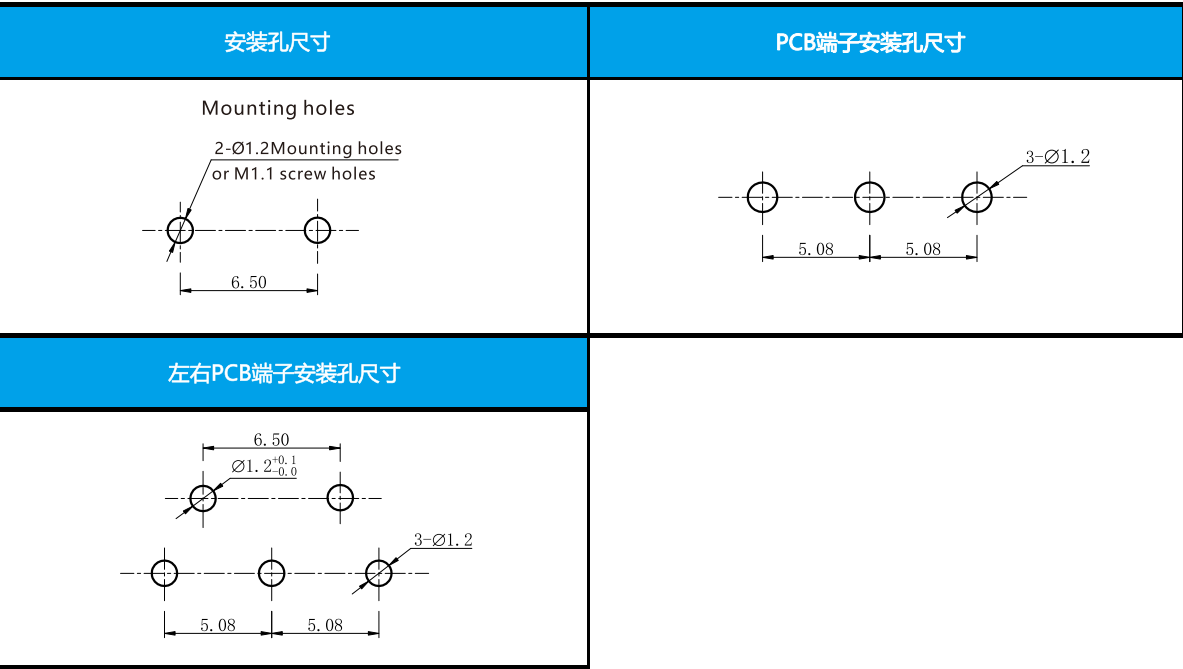 安装孔尺寸
PCB端子安装孔尺寸
Mounting holes
2-Ø1.2Mounting holes
or M1.1 screw holes
6.50
3-∅1.2
5.08
5.08
左右PCB端子安装孔尺寸
6.50
∅1.2+0.1
-0.0
3-∅1.2
5.08
5.08